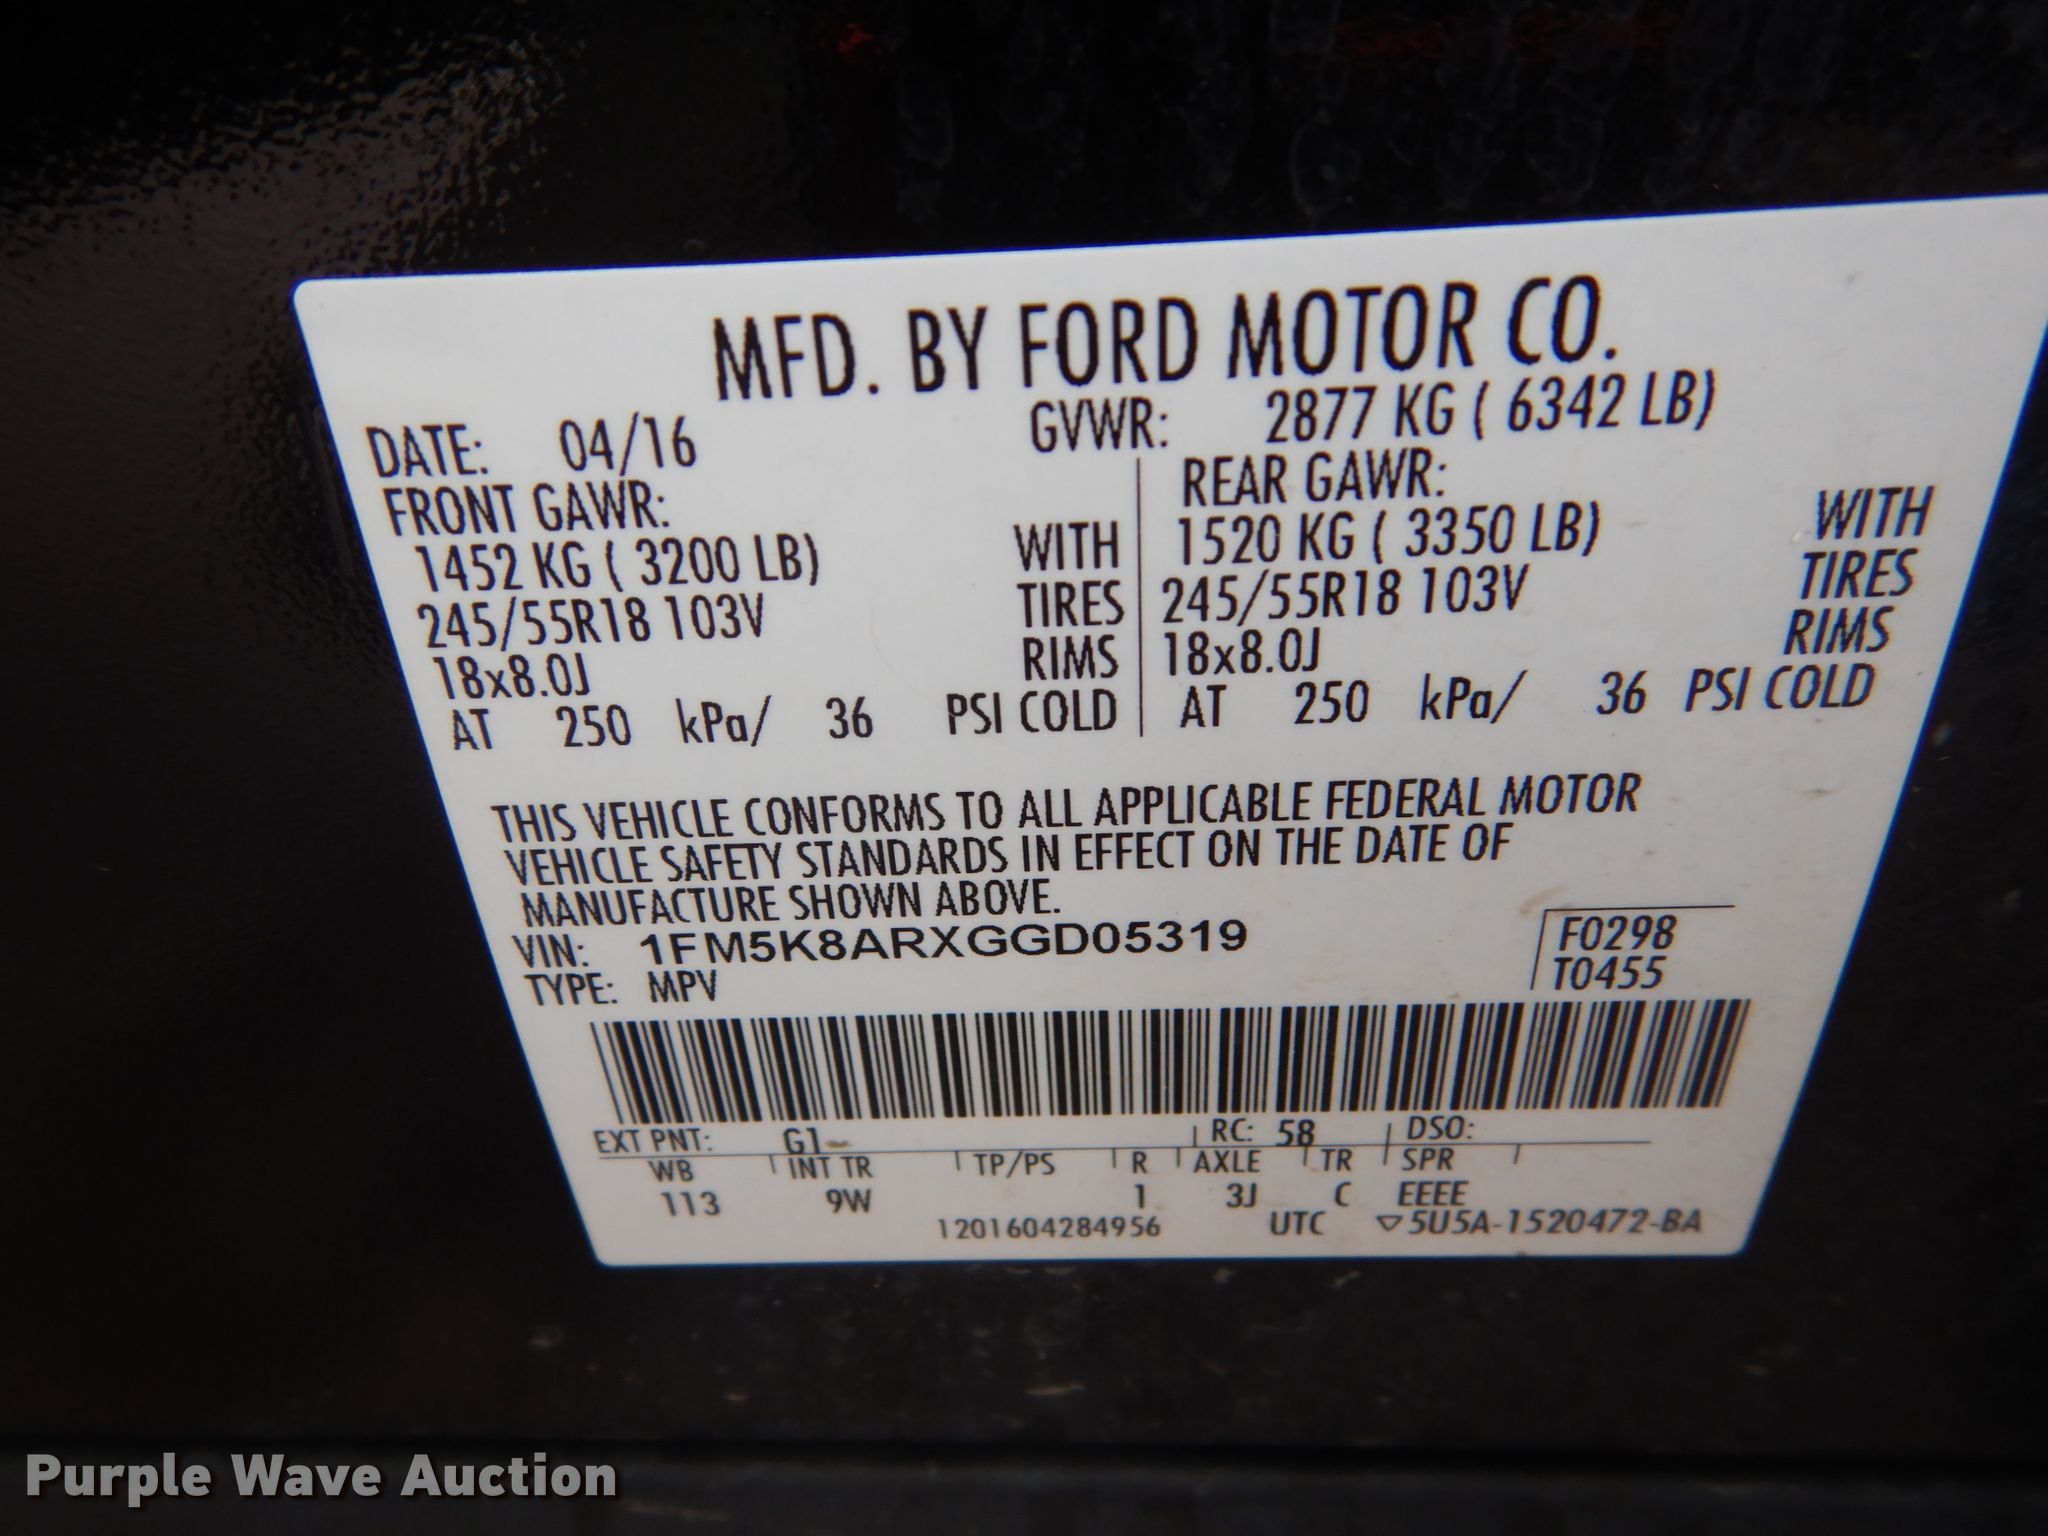 MFD. BY FORD MOTOR CO.
DATE: 04/16 GVWR: 2877 KG ( 6342 LB)
FRONT GAWR: REAR GAWR:
1452 KG ( 3200 LB) WITH 1520 KG ( 3350 LB) WITH
245/55R18 103V TIRES 245/55R18 103V TIRES
18x8.0J RIMS 18x8.0J RIMS
AT 250 kPa/ 36 PSI COLD AT 250 kPa/ 36 PSI COLD
THIS VEHICLE CONFORMS TO ALL APPLICABLE FEDERAL MOTOR
VEHICLE SAFETY STANDARDS IN EFFECT ON THE DATE OF
MANUFACTURE SHOWN ABOVE.
VIN: 1FM5K8ARXGGD05319 F0298
TYPE: MPV T0455
EXT PNT: G1 RC: 58 DSO:
WB INT TR TP/PS R AXLE TR SPR
113 9W 1 3J C EEEE
1201604284956 UTC ▽5U5A-1520472-BA
Purple Wave Auction